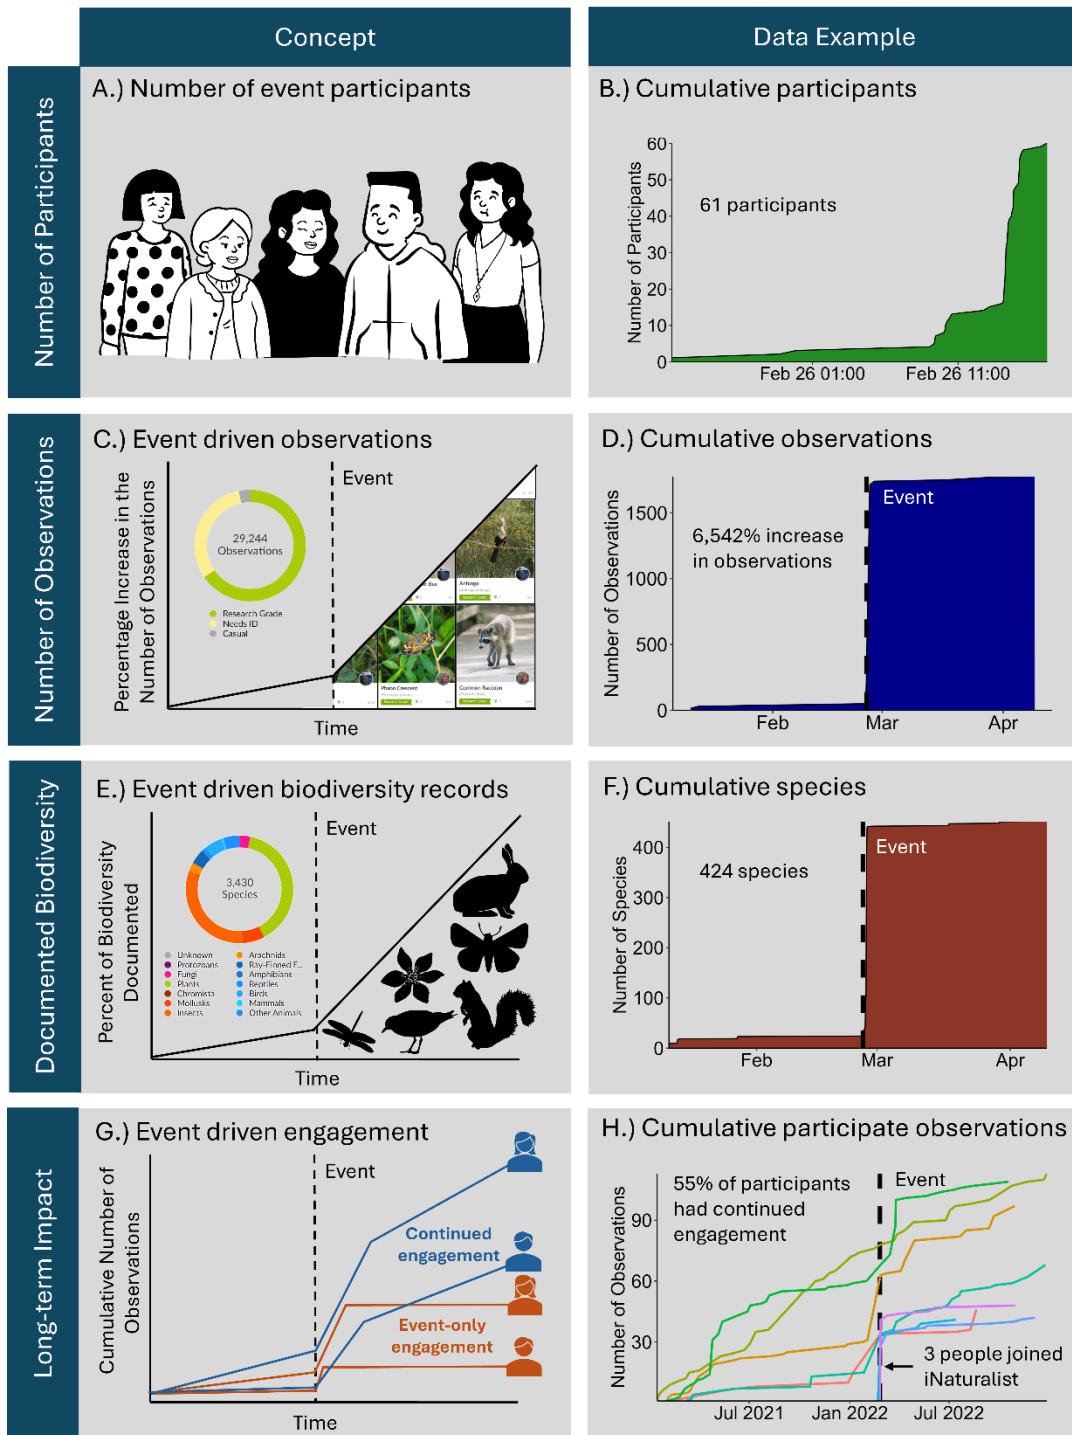 Concept
Data Example
Number of Participants
A.) Number of event participants
B.) Cumulative participants
Number of Participants
60
50
40
30
20
10
0
61 participants
Feb 26 01:00
Feb 26 11:00
Number of Observations
C.) Event driven observations
Percentage Increase in the
Number of Observations
Event
29,244
Observations
Research Grade
Needs ID
Casual
Anhinga
Phaon Crescent
Common Raccoon
Time
D.) Cumulative observations
Number of Observations
1500
1000
500
0
Event
6,542% increase
in observations
Feb
Mar
Apr
Documented Biodiversity
E.) Event driven biodiversity records
Percent of Biodiversity
Documented
Event
3,430
Species
Unknown
Protozoans
Fungi
Plants
Chromista
Mollusks
Insects
Arachnids
Ray-Finned F...
Amphibians
Reptiles
Birds
Mammals
Other Animals
Time
F.) Cumulative species
Number of Species
400
300
200
100
0
Event
424 species
Feb
Mar
Apr
Long-term Impact
G.) Event driven engagement
Cumulative Number of
Observations
Event
Continued
engagement
Event-only
engagement
Time
H.) Cumulative participate observations
Number of Observations
90
60
30
55% of participants
had continued
engagement
Event
3 people joined
iNaturalist
Jul 2021
Jan 2022
Jul 2022